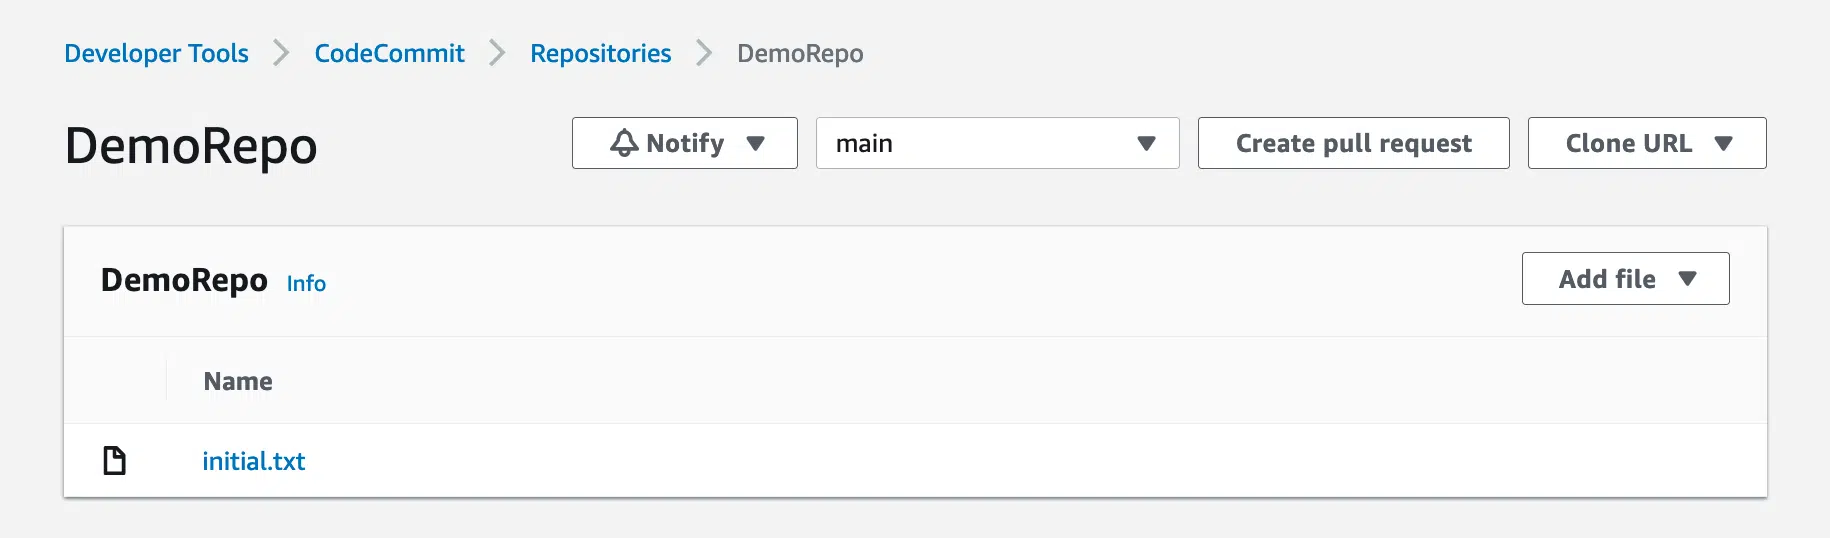 Developer Tools CodeCommit Repositories DemoRepo
DemoRepo Notify main Create pull request Clone URL
DemoRepo Info Add file
Name
initial.txt